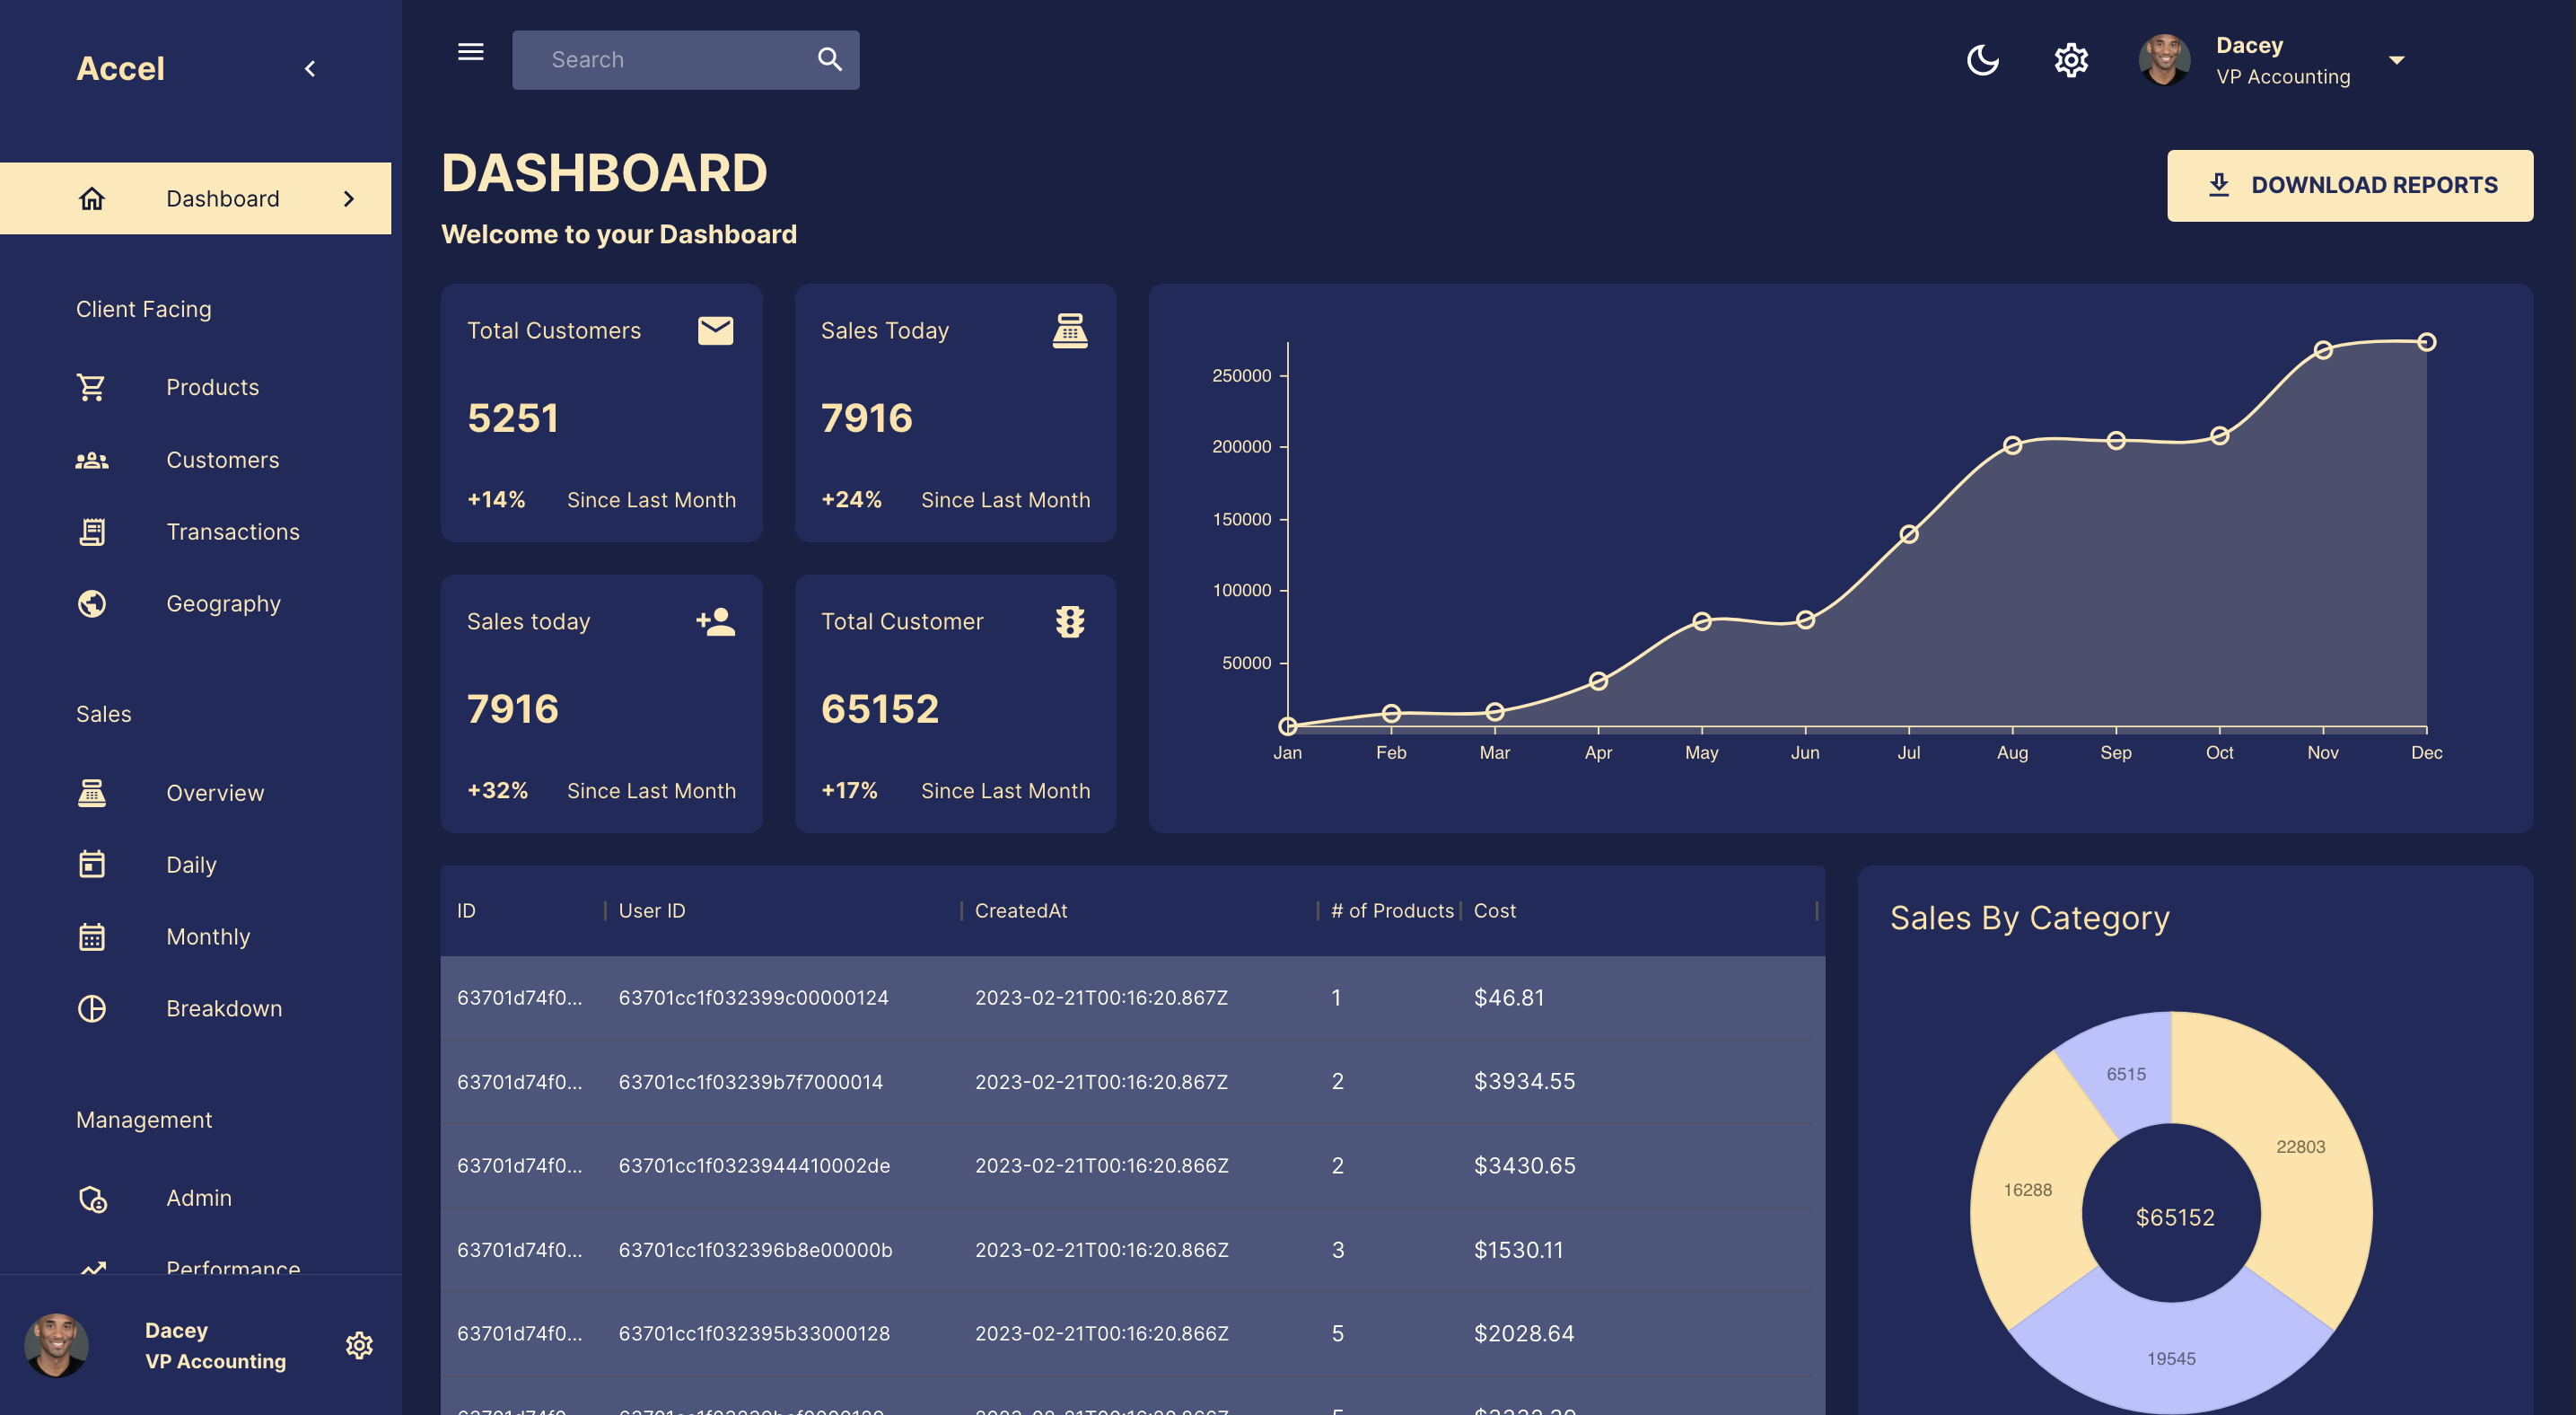 Accel
Dashboard
Client Facing
Products
Customers
Transactions
Geography
Sales
Overview
Daily
Monthly
Breakdown
Management
Admin
Performance
Dacey
VP Accounting
Search
Dacey
VP Accounting
DASHBOARD
Welcome to your Dashboard
DOWNLOAD REPORTS
Total Customers
5251
+14% Since Last Month
Sales Today
7916
+24% Since Last Month
Sales today
7916
+32% Since Last Month
Total Customer
65152
+17% Since Last Month
250000
200000
150000
100000
50000
Jan Feb Mar Apr May Jun Jul Aug Sep Oct Nov Dec
ID User ID CreatedAt # of Products Cost
63701d74f0... 63701cc1f032399c00000124 2023-02-21T00:16:20.867Z 1 $46.81
63701d74f0... 63701cc1f03239b7f7000014 2023-02-21T00:16:20.867Z 2 $3934.55
63701d74f0... 63701cc1f0323944410002de 2023-02-21T00:16:20.866Z 2 $3430.65
63701d74f0... 63701cc1f032396b8e00000b 2023-02-21T00:16:20.866Z 3 $1530.11
63701d74f0... 63701cc1f032395b33000128 2023-02-21T00:16:20.866Z 5 $2028.64
Sales By Category
6515
22803
16288
$65152
19545